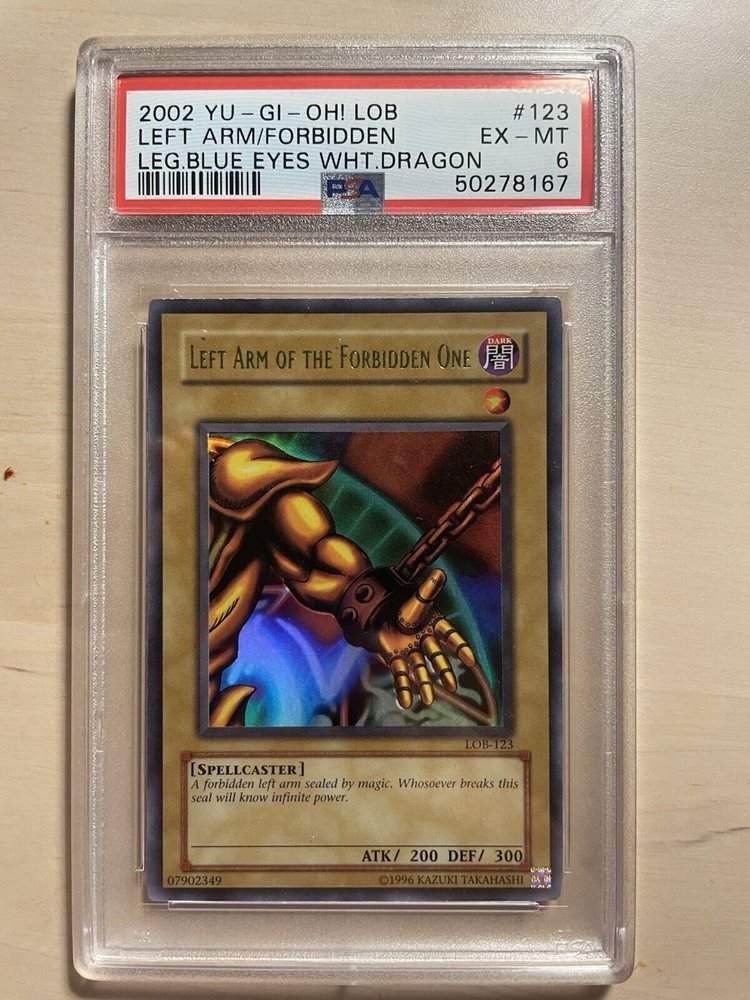 2002 YU-GI-OH! LOB #123
LEFT ARM/FORBIDDEN EX-MT
LEG.BLUE EYES WHT.DRAGON 6
PSA 50278167
LEFT ARM OF THE FORBIDDEN ONE
DARK
闇
LOB-123
[SPELLCASTER]
A forbidden left arm sealed by magic. Whosoever breaks this
seal will know infinite power.
ATK/ 200 DEF/ 300
07902349 ©1996 KAZUKI TAKAHASHI